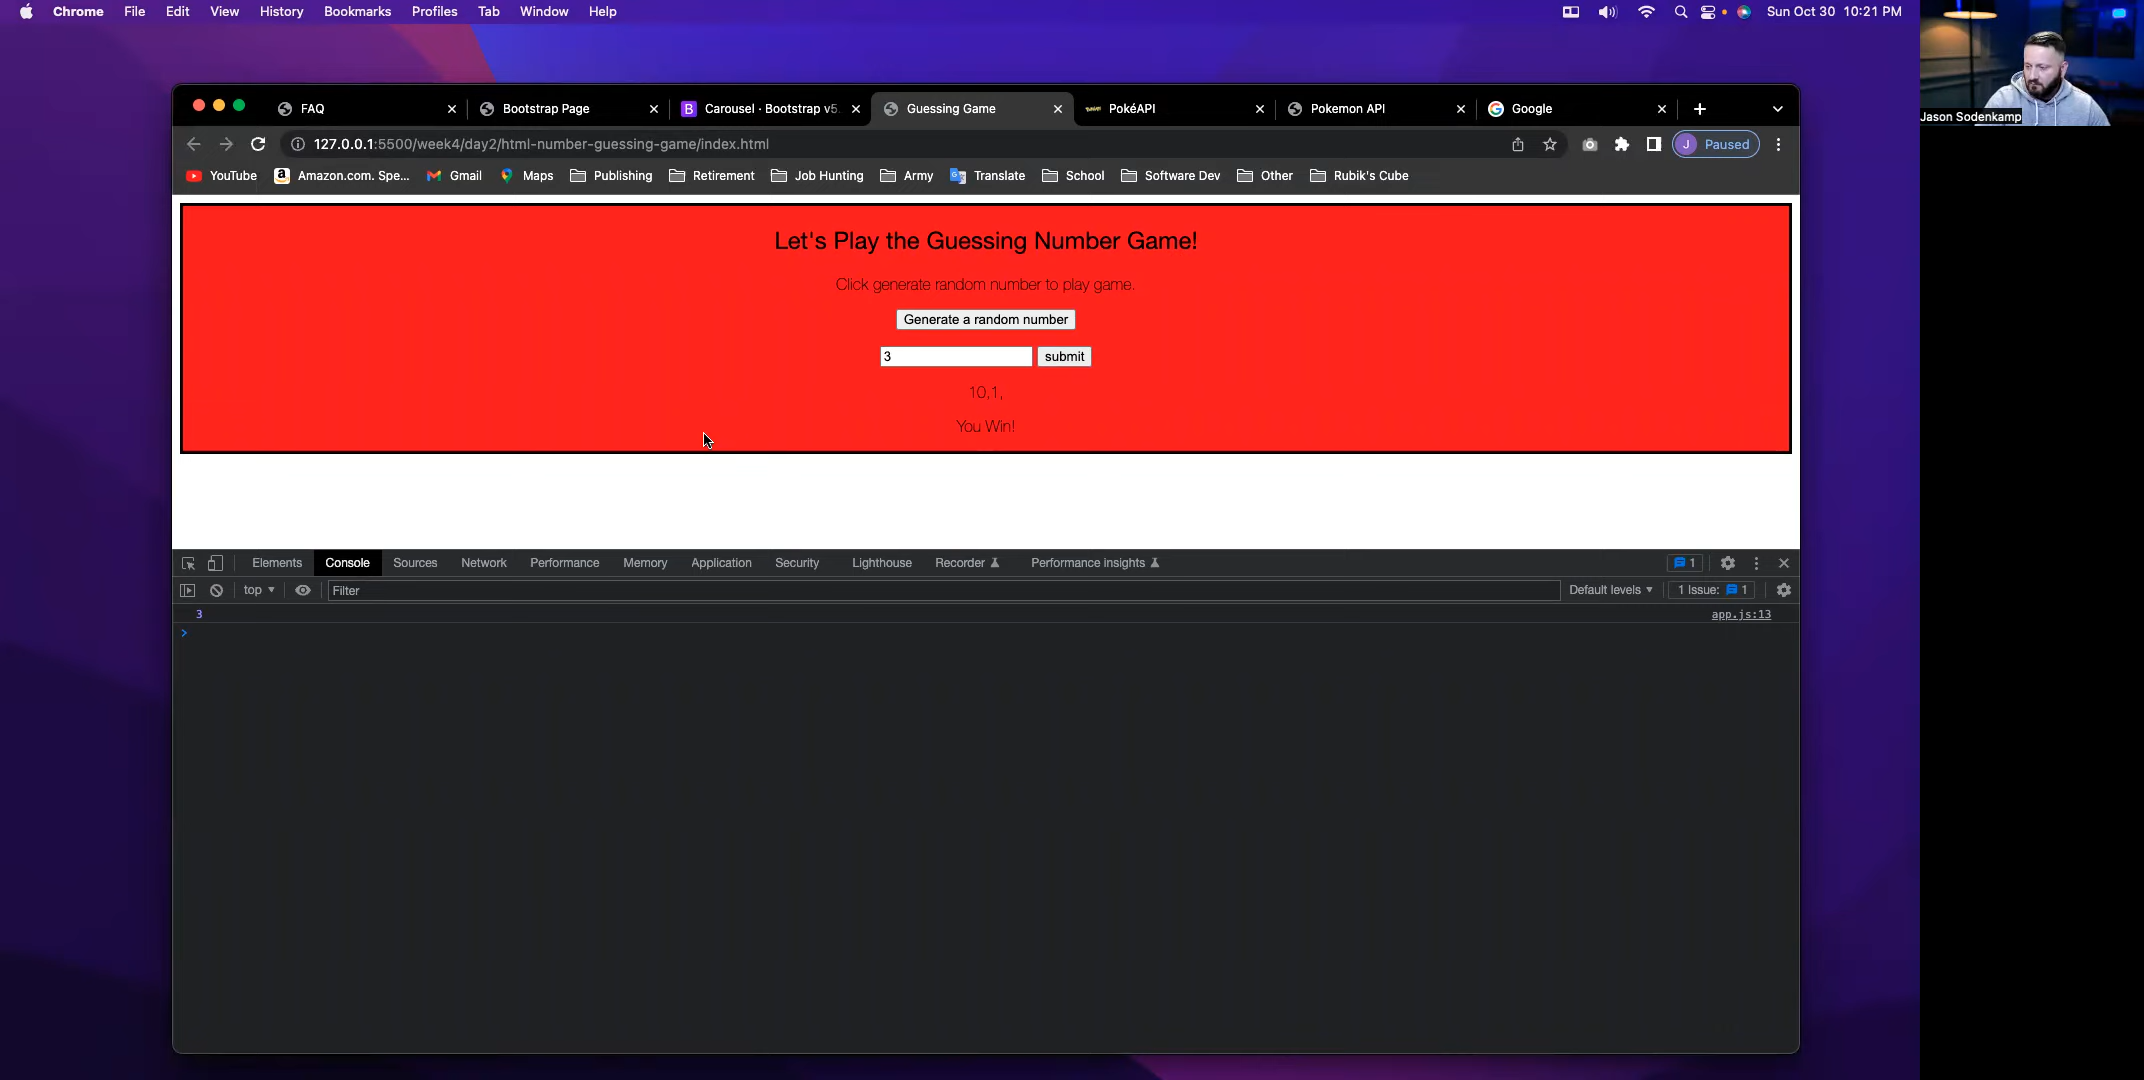 Chrome File Edit View History Bookmarks Profiles Tab Window Help Sun Oct 30 10:21 PM
Jason Sodenkamp
FAQ Bootstrap Page Carousel · Bootstrap v5. Guessing Game PokéAPI Pokemon API Google
127.0.0.1:5500/week4/day2/html-number-guessing-game/index.html J Paused
YouTube Amazon.com. Spe... Gmail Maps Publishing Retirement Job Hunting Army Translate School Software Dev Other Rubik's Cube
Let's Play the Guessing Number Game!
Click generate random number to play game.
Generate a random number
3 submit
10,1,
You Win!
Elements Console Sources Network Performance Memory Application Security Lighthouse Recorder Performance insights 1
top Filter Default levels 1 Issue: 1
3 app.js:13
>